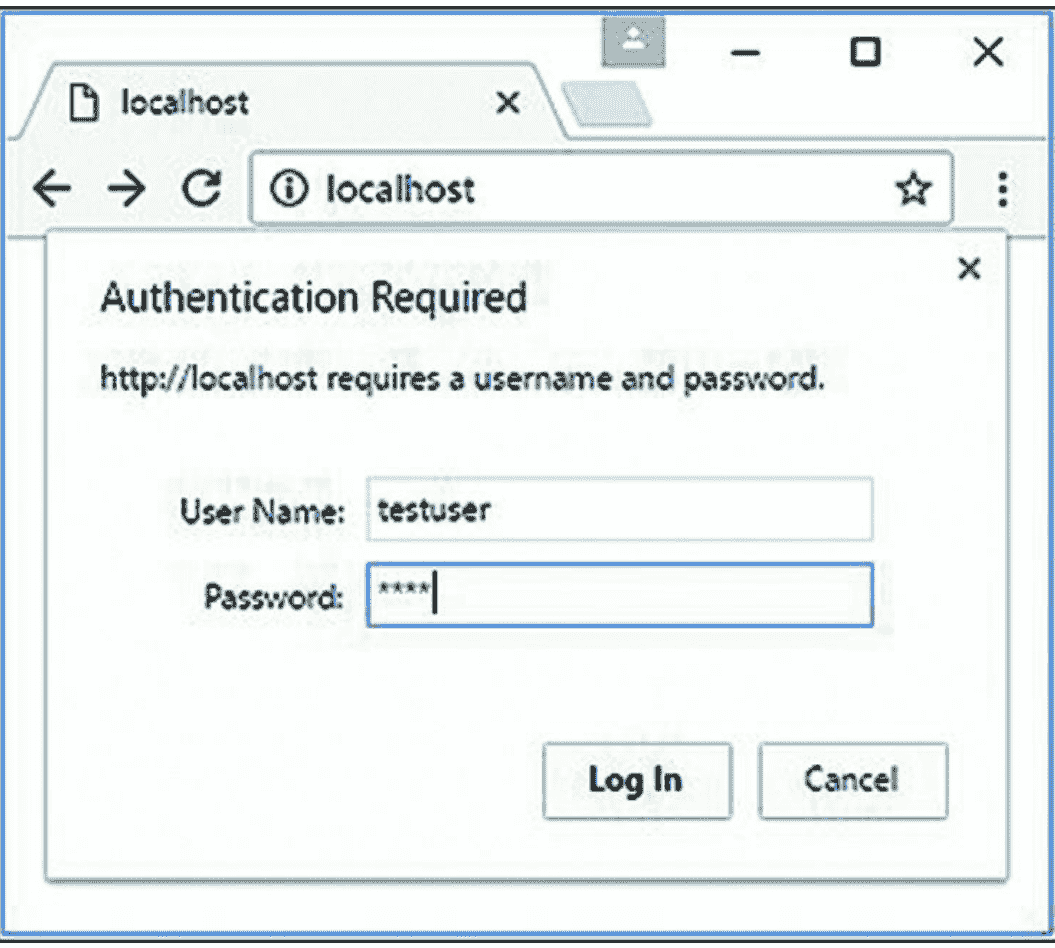 localhost
localhost
Authentication Required
http://localhost requires a username and password.
User Name: testuser
Password: ****
Log In Cancel